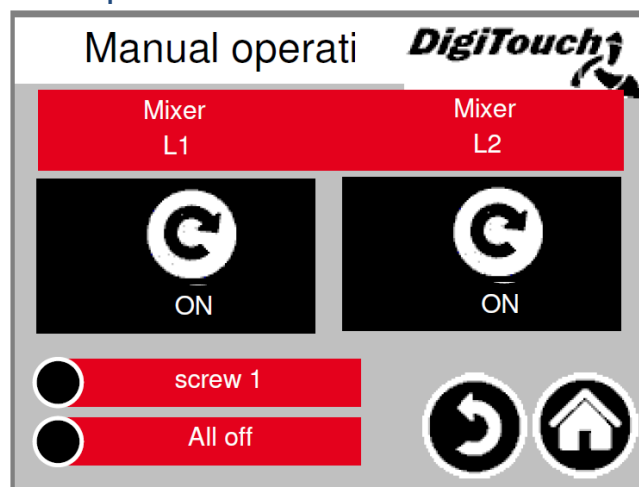 Manual operati
DigiTouch
Mixer
L1
Mixer
L2
ON
ON
screw 1
All off